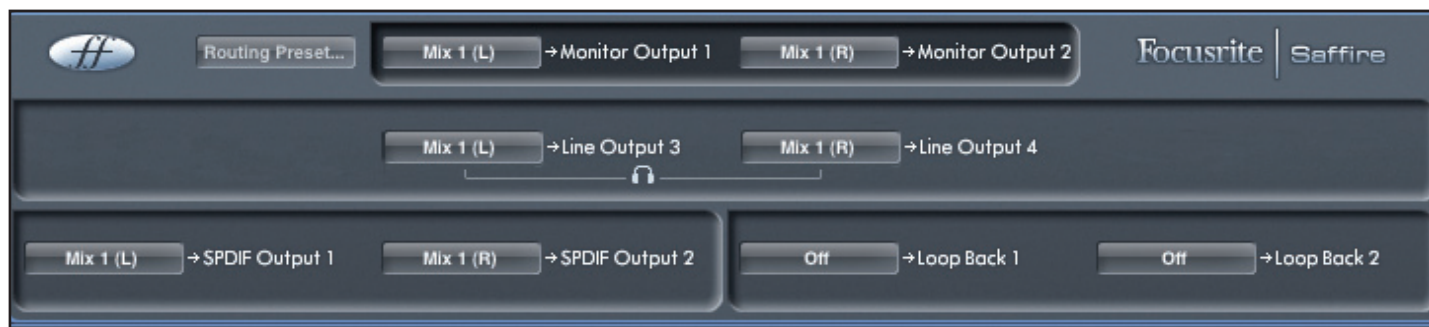 ff Routing Preset... Mix 1 (L) →Monitor Output 1 Mix 1 (R) →Monitor Output 2 Focusrite | Saffire
Mix 1 (L) →Line Output 3 Mix 1 (R) →Line Output 4
Mix 1 (L) →SPDIF Output 1 Mix 1 (R) →SPDIF Output 2 Off →Loop Back 1 Off →Loop Back 2